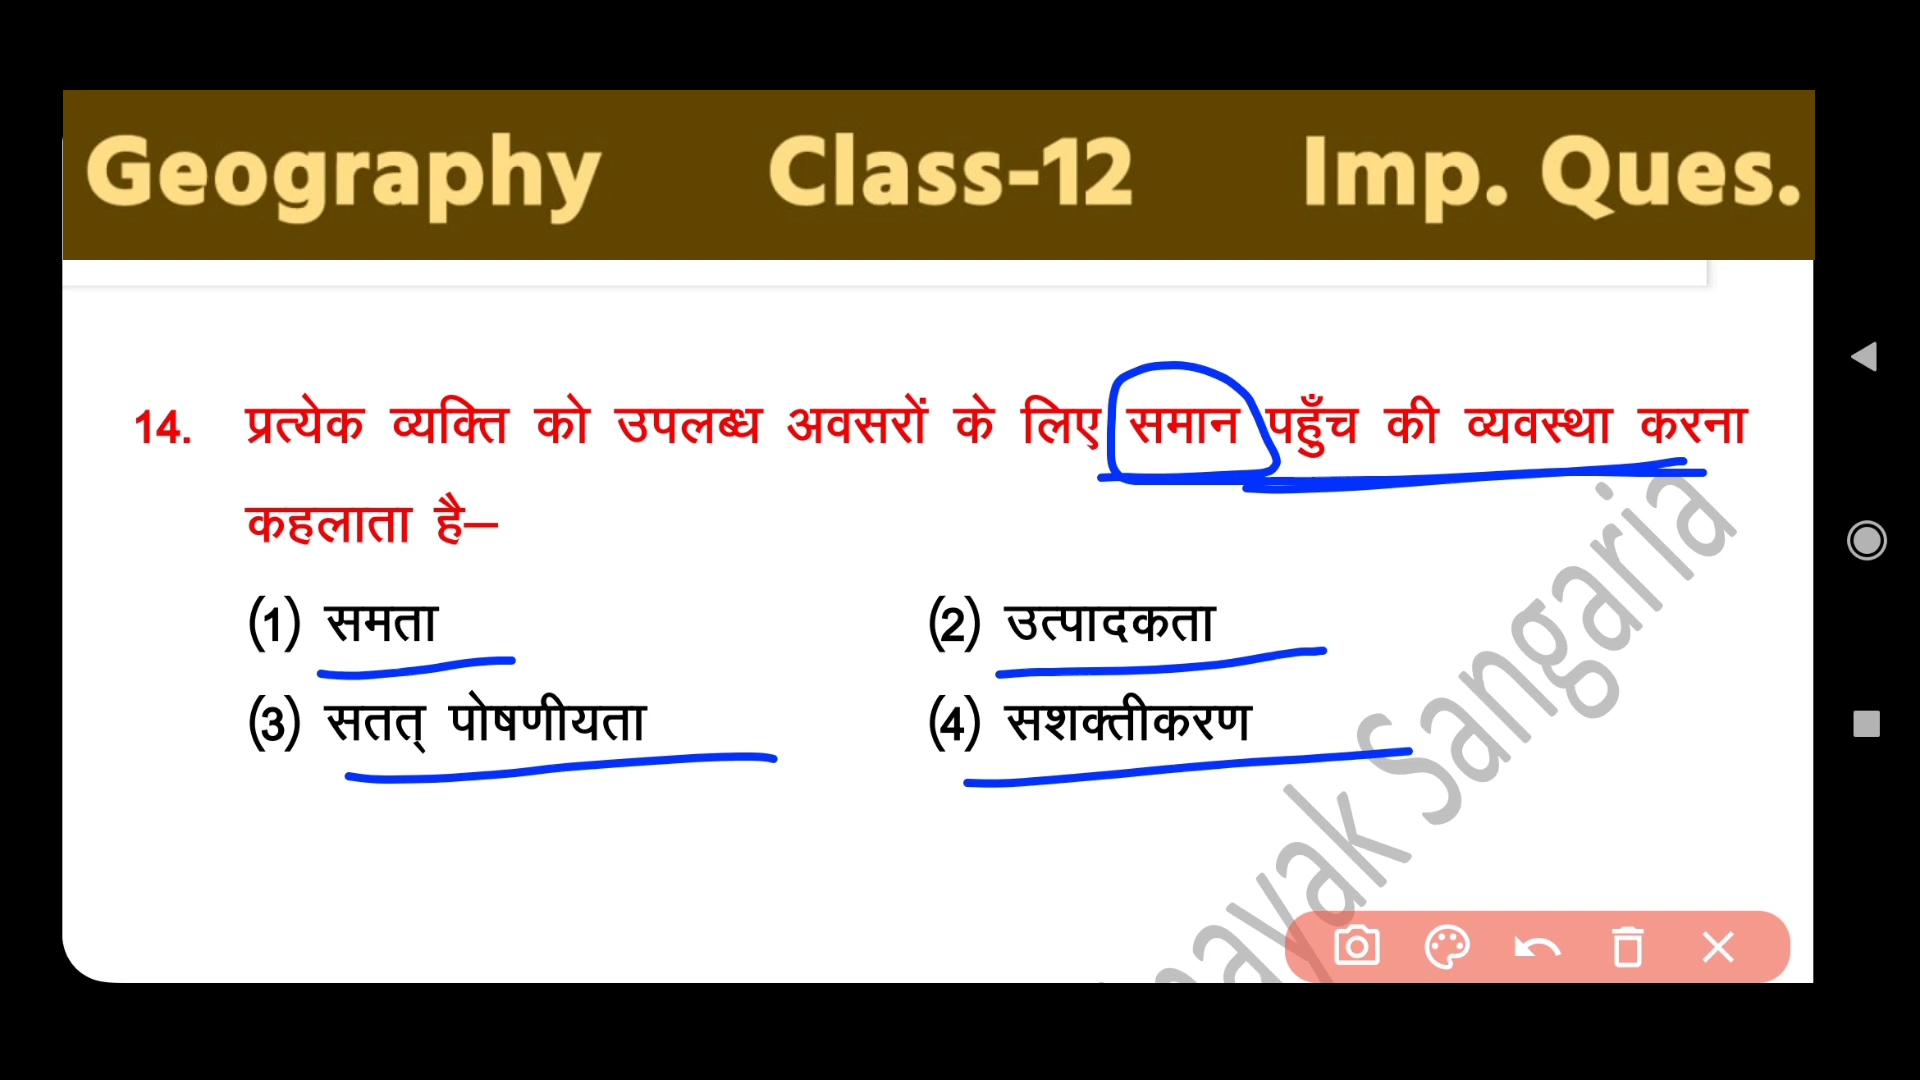 Geography Class-12 Imp. Ques.
14. प्रत्येक व्यक्ति को उपलब्ध अवसरों के लिए समान पहुँच की व्यवस्था करना
कहलाता है–
(1) समता (2) उत्पादकता
(3) सतत् पोषणीयता (4) सशक्तीकरण
Sangaria